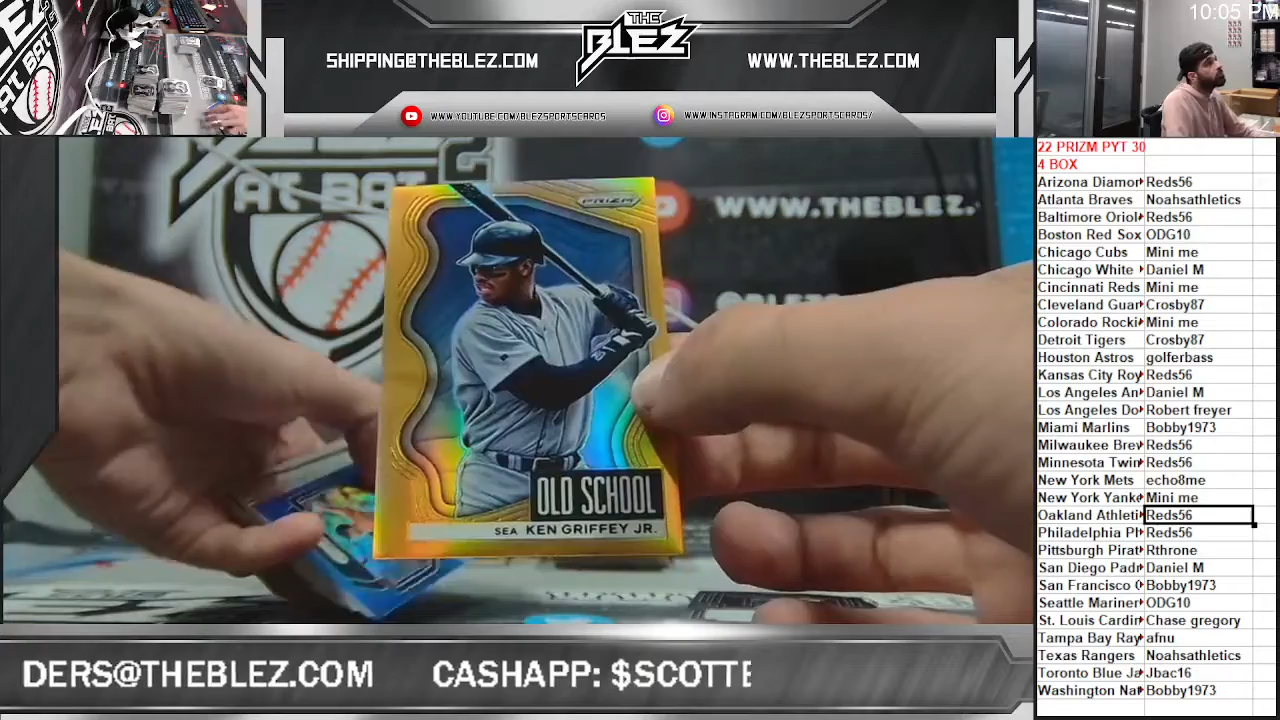 10:05 PM
THE
BLEZ
SHIPPING@THEBLEZ.COM
WWW.THEBLEZ.COM
WWW.YOUTUBE.COM/BLEZSPORTSCARDS
WWW.INSTAGRAM.COM/BLEZSPORTSCARDS/
AT BAT
AT BAT
WWW.THEBLEZ.
PRIZM
OLD SCHOOL
SEA KEN GRIFFEY JR.
DERS@THEBLEZ.COM CASHAPP: $SCOTTE
22 PRIZM PYT 30
4 BOX
Arizona Diamon Reds56
Atlanta Braves Noahsathletics
Baltimore Oriol Reds56
Boston Red Sox ODG10
Chicago Cubs Mini me
Chicago White Daniel M
Cincinnati Reds Mini me
Cleveland Guar Crosby87
Colorado Rocki Mini me
Detroit Tigers Crosby87
Houston Astros golferbass
Kansas City Roy Reds56
Los Angeles An Daniel M
Los Angeles Do Robert freyer
Miami Marlins Bobby1973
Milwaukee Brev Reds56
Minnesota Twin Reds56
New York Mets echo8me
New York Yanke Mini me
Oakland Athleti Reds56
Philadelphia Pl Reds56
Pittsburgh Pirat Rthrone
San Diego Padr Daniel M
San Francisco G Bobby1973
Seattle Mariner ODG10
St. Louis Cardin Chase gregory
Tampa Bay Ray afnu
Texas Rangers Noahsathletics
Toronto Blue Ja Jbac16
Washington Nat Bobby1973